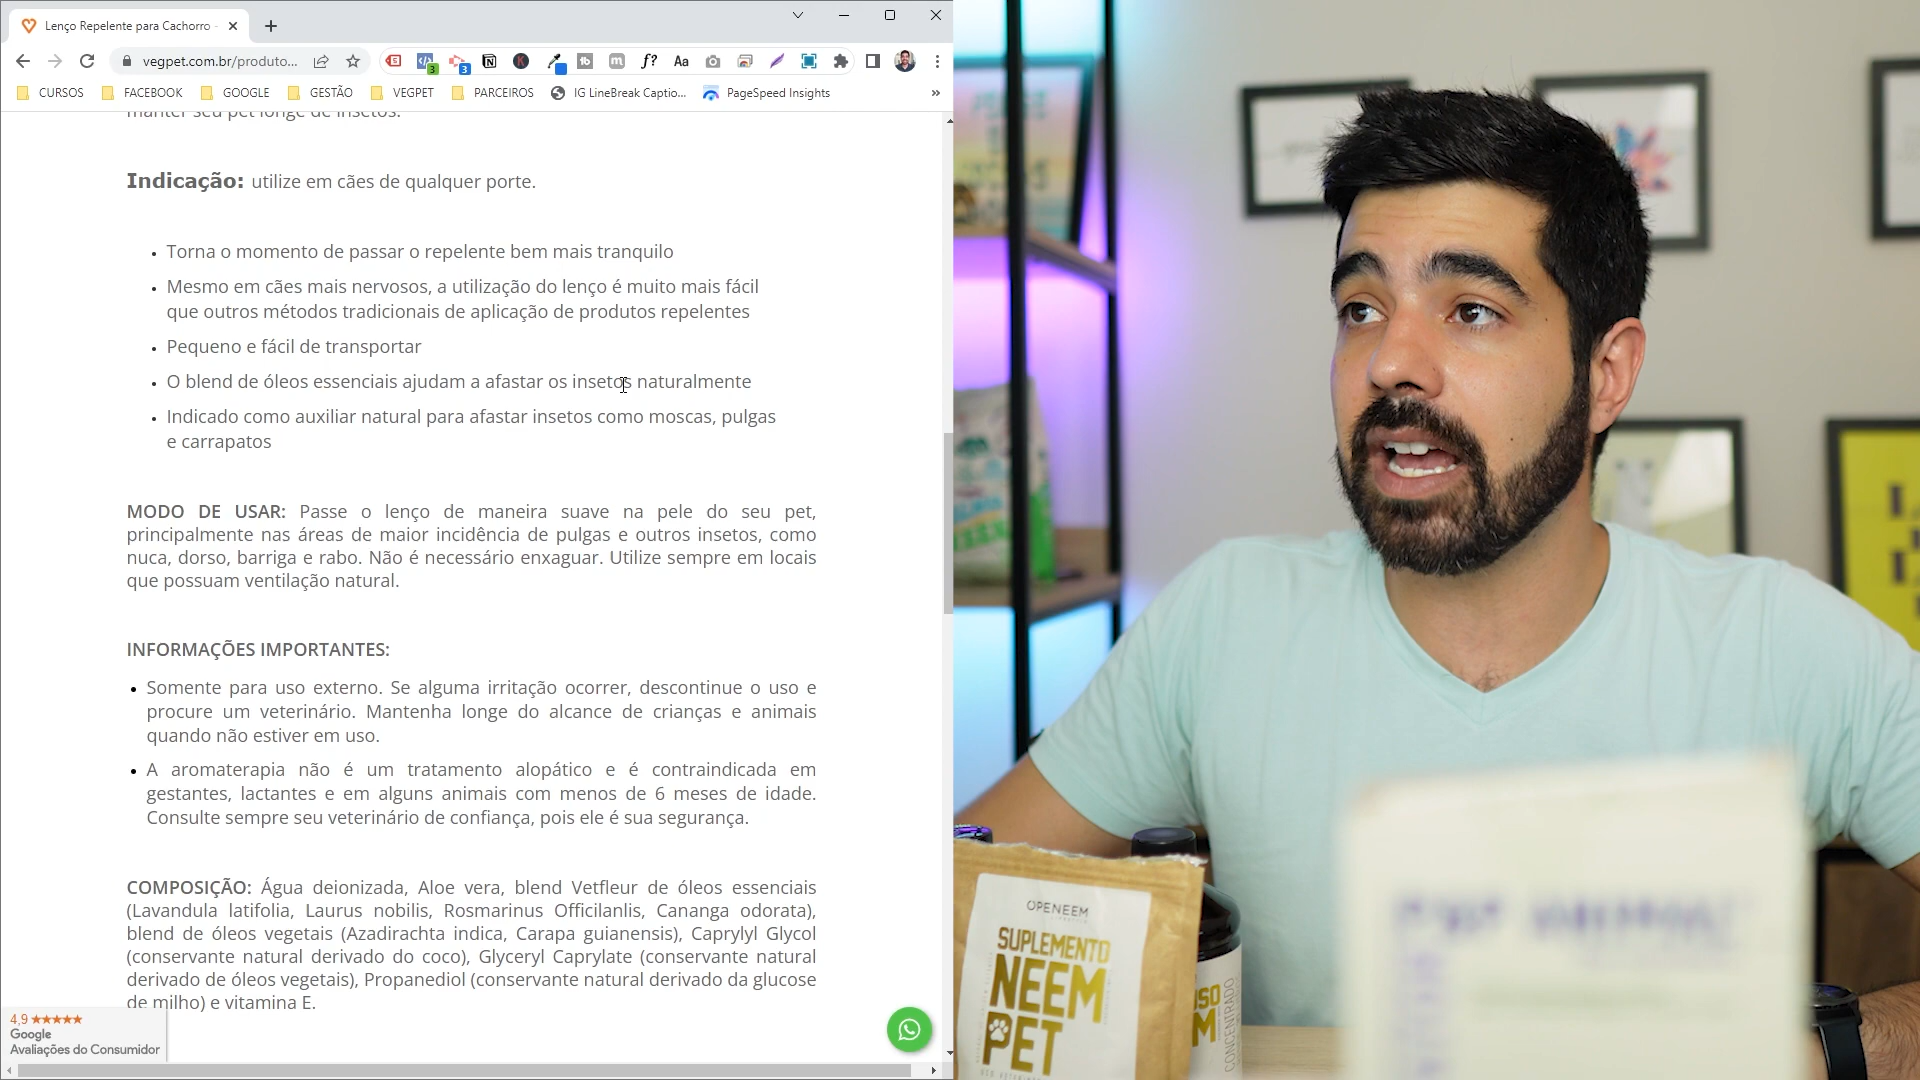 Lenço Repelente para Cachorro -
vegpet.com.br/produto...
3
3
f?
Aa
CURSOS
FACEBOOK
GOOGLE
GESTÃO
VEGPET
PARCEIROS
IG LineBreak Captio...
PageSpeed Insights
»
manter seu pet longe de insetos.
Indicação: utilize em cães de qualquer porte.
• Torna o momento de passar o repelente bem mais tranquilo
• Mesmo em cães mais nervosos, a utilização do lenço é muito mais fácil
que outros métodos tradicionais de aplicação de produtos repelentes
• Pequeno e fácil de transportar
• O blend de óleos essenciais ajudam a afastar os insetos naturalmente
• Indicado como auxiliar natural para afastar insetos como moscas, pulgas
e carrapatos
MODO DE USAR: Passe o lenço de maneira suave na pele do seu pet,
principalmente nas áreas de maior incidência de pulgas e outros insetos, como
nuca, dorso, barriga e rabo. Não é necessário enxaguar. Utilize sempre em locais
que possuam ventilação natural.
INFORMAÇÕES IMPORTANTES:
• Somente para uso externo. Se alguma irritação ocorrer, descontinue o uso e
procure um veterinário. Mantenha longe do alcance de crianças e animais
quando não estiver em uso.
• A aromaterapia não é um tratamento alopático e é contraindicada em
gestantes, lactantes e em alguns animais com menos de 6 meses de idade.
Consulte sempre seu veterinário de confiança, pois ele é sua segurança.
COMPOSIÇÃO: Água deionizada, Aloe vera, blend Vetfleur de óleos essenciais
(Lavandula latifolia, Laurus nobilis, Rosmarinus Officilanlis, Cananga odorata),
blend de óleos vegetais (Azadirachta indica, Carapa guianensis), Caprylyl Glycol
(conservante natural derivado do coco), Glyceryl Caprylate (conservante natural
derivado de óleos vegetais), Propanediol (conservante natural derivado da glucose
de milho) e vitamina E.
4,9 ★★★★★
Google
Avaliações do Consumidor
OPENEEM
SUPLEMENTO
NEEM
PET
CONCENTRADO